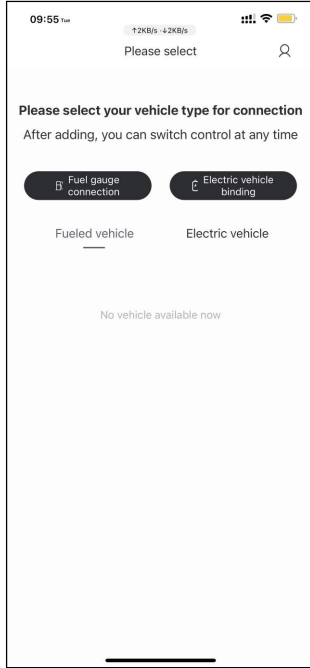 09:55 Tue
↑2KB/s ·↓2KB/s
Please select
Please select your vehicle type for connection
After adding, you can switch control at any time
Fuel gauge
connection
Electric vehicle
binding
Fueled vehicle
Electric vehicle
No vehicle available now